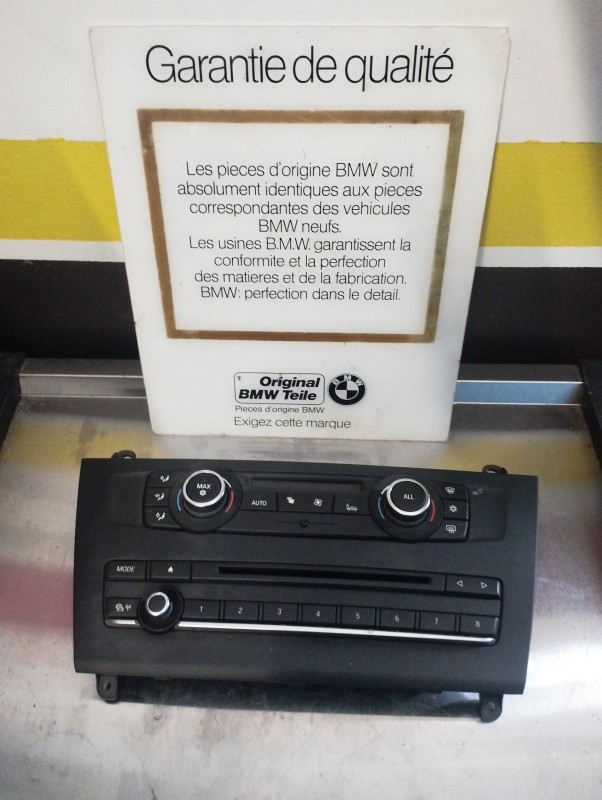 Garantie de qualité
Les pieces d'origine BMW sont
absolument identiques aux pieces
correspondantes des vehicules
BMW neufs.
Les usines B.M.W. garantissent la
conformite et la perfection
des matieres et de la fabrication.
BMW: perfection dans le detail.
Original
BMW Teile
BMW
Pieces d'origine BMW
Exigez cette marque
MAX
AUTO
ALL
MODE
1 2 3 4 5 6 7 8